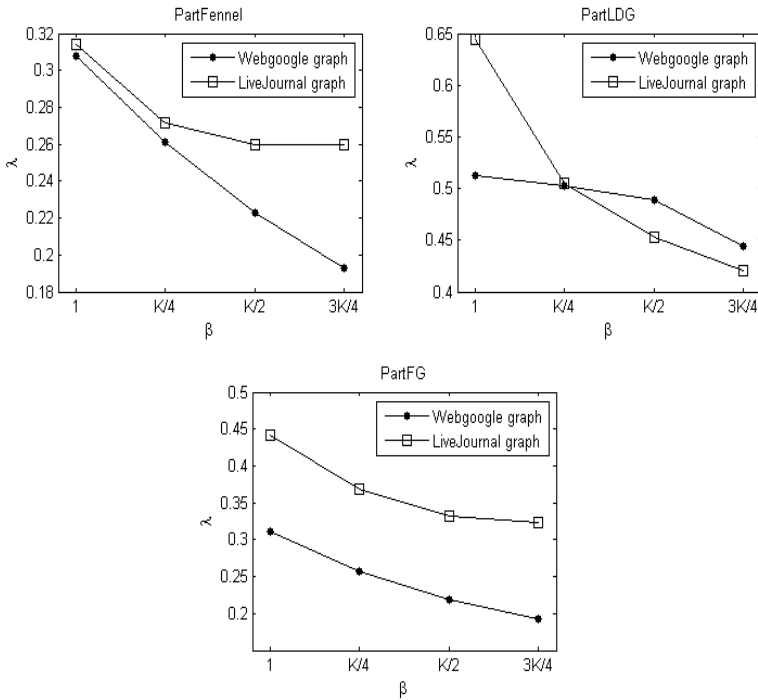 PartFennel
0.32
0.3
0.28
0.26
0.24
0.22
0.2
0.18
λ
1
K/4
K/2
3K/4
β
Webgoogle graph
LiveJournal graph
PartLDG
0.65
0.6
0.55
0.5
0.45
0.4
λ
1
K/4
K/2
3K/4
β
Webgoogle graph
LiveJournal graph
PartFG
0.5
0.45
0.4
0.35
0.3
0.25
0.2
λ
1
K/4
K/2
3K/4
β
Webgoogle graph
LiveJournal graph